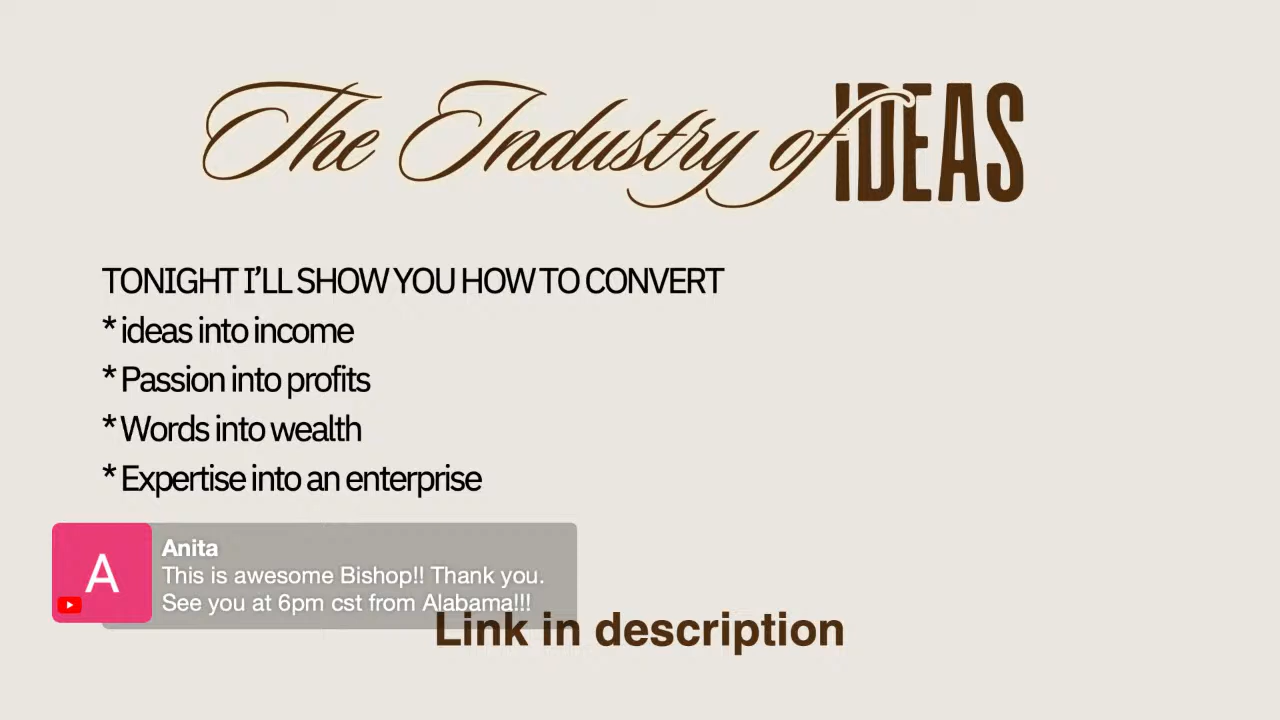 The Industry of IDEAS
TONIGHT I’LL SHOW YOU HOW TO CONVERT
* ideas into income
* Passion into profits
* Words into wealth
* Expertise into an enterprise
A
Anita
This is awesome Bishop!! Thank you.
See you at 6pm cst from Alabama!!!
Link in description